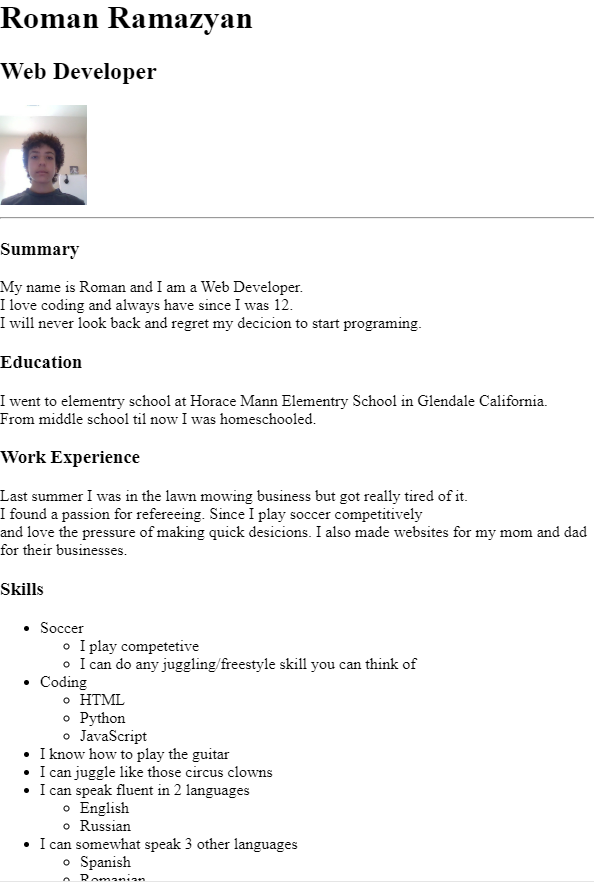 Roman Ramazyan
Web Developer
Summary
My name is Roman and I am a Web Developer.
I love coding and always have since I was 12.
I will never look back and regret my decicion to start programing.
Education
I went to elementry school at Horace Mann Elementry School in Glendale California.
From middle school til now I was homeschooled.
Work Experience
Last summer I was in the lawn mowing business but got really tired of it.
I found a passion for refereeing. Since I play soccer competitively
and love the pressure of making quick desicions. I also made websites for my mom and dad
for their businesses.
Skills
Soccer
I play competetive
I can do any juggling/freestyle skill you can think of
Coding
HTML
Python
JavaScript
I know how to play the guitar
I can juggle like those circus clowns
I can speak fluent in 2 languages
English
Russian
I can somewhat speak 3 other languages
Spanish
Romanian